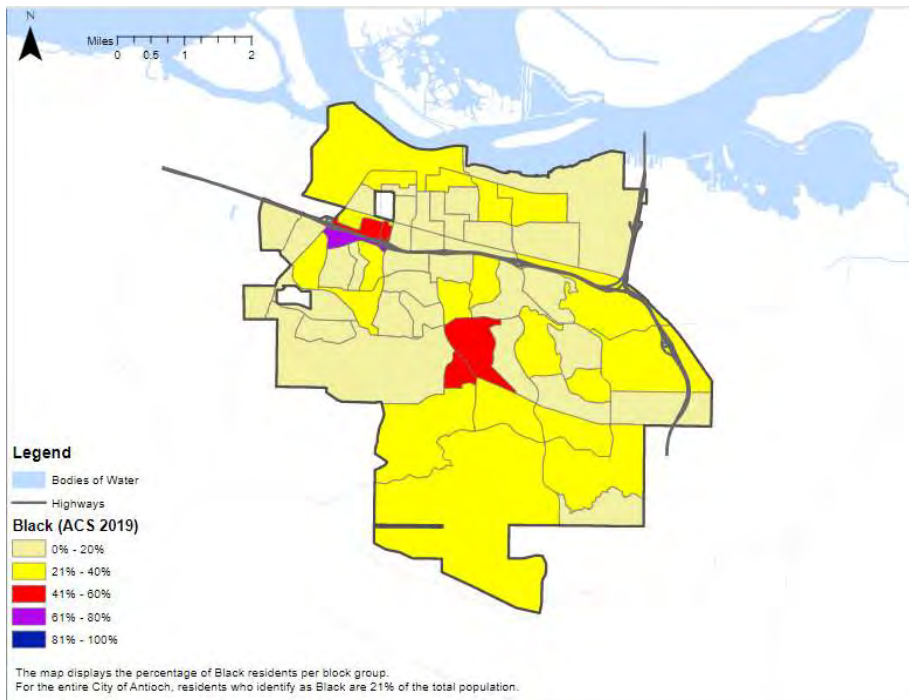 N
Miles
0 0.5 1 2
Legend
Bodies of Water
Highways
Black (ACS 2019)
0% - 20%
21% - 40%
41% - 60%
61% - 80%
81% - 100%
The map displays the percentage of Black residents per block group.
For the entire City of Antioch, residents who identify as Black are 21% of the total population.